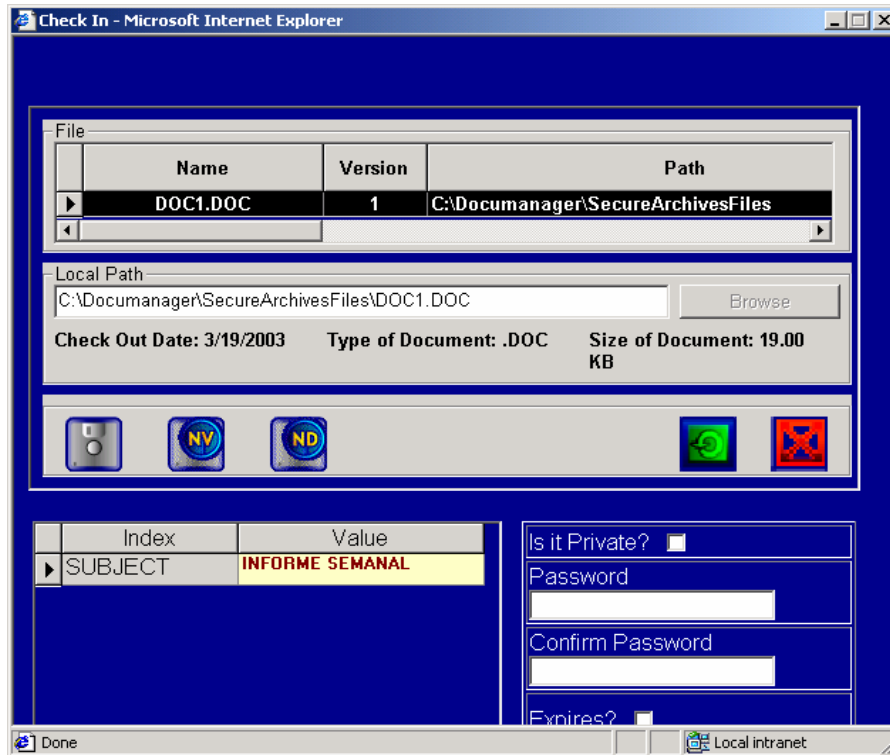 Check In - Microsoft Internet Explorer
File
Name Version Path
DOC1.DOC 1 C:\Documanager\SecureArchivesFiles
Local Path
C:\Documanager\SecureArchivesFiles\DOC1.DOC Browse
Check Out Date: 3/19/2003 Type of Document: .DOC Size of Document: 19.00
KB
NV ND
Index Value
SUBJECT INFORME SEMANAL
Is it Private?
Password
Confirm Password
Expires?
Done Local intranet